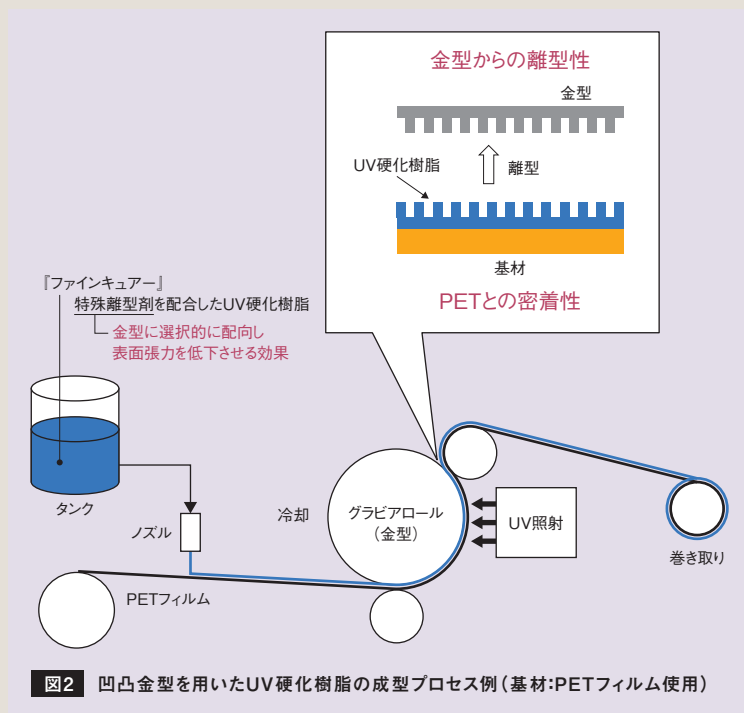 金型からの離型性
金型
UV硬化樹脂
離型
基材
PETとの密着性
『ファインキュアー』
特殊離型剤を配合したUV硬化樹脂
金型に選択的に配向し
表面張力を低下させる効果
タンク
ノズル
冷却
グラビアロール
(金型)
UV照射
巻き取り
PETフィルム
図2 凹凸金型を用いたUV硬化樹脂の成型プロセス例(基材:PETフィルム使用)